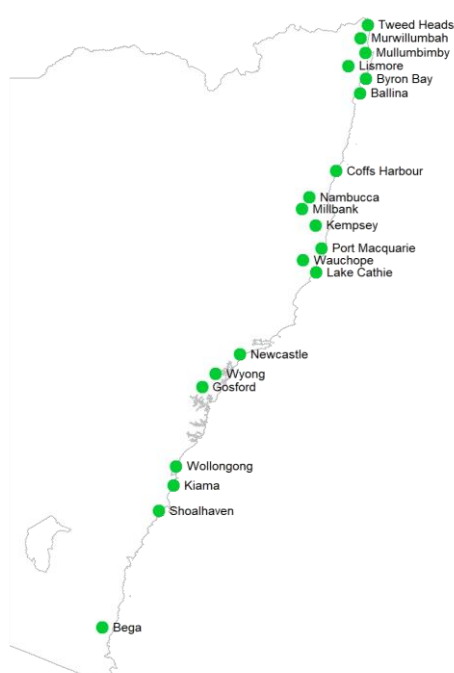 Tweed Heads
Murwillumbah
Mullumbimby
Lismore
Byron Bay
Ballina
Coffs Harbour
Nambucca
Millbank
Kempsey
Port Macquarie
Wauchope
Lake Cathie
Newcastle
Wyong
Gosford
Wollongong
Kiama
Shoalhaven
Bega